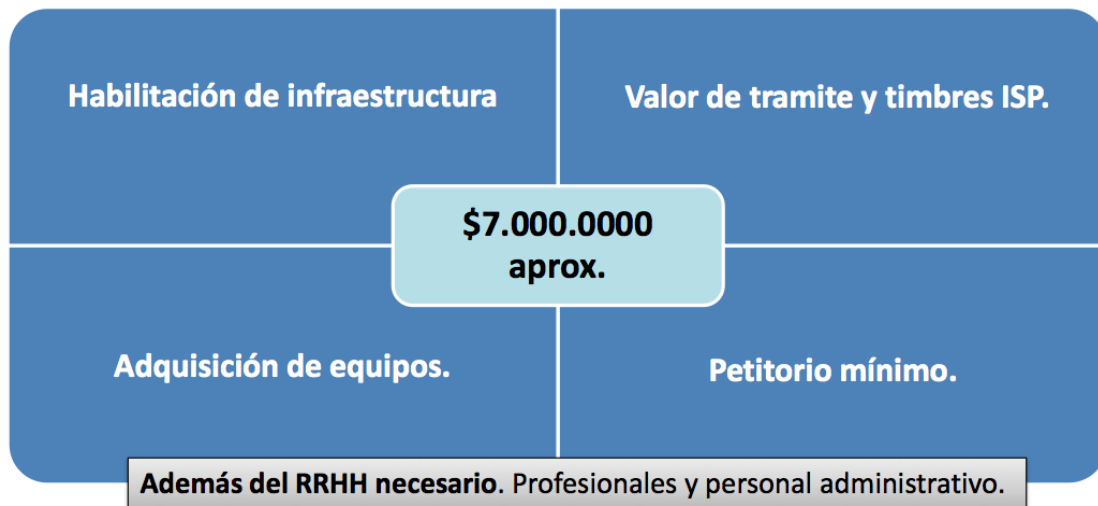 Habilitación de infraestructura
Valor de tramite y timbres ISP.
$7.000.0000
aprox.
Adquisición de equipos.
Petitorio mínimo.
Además del RRHH necesario. Profesionales y personal administrativo.